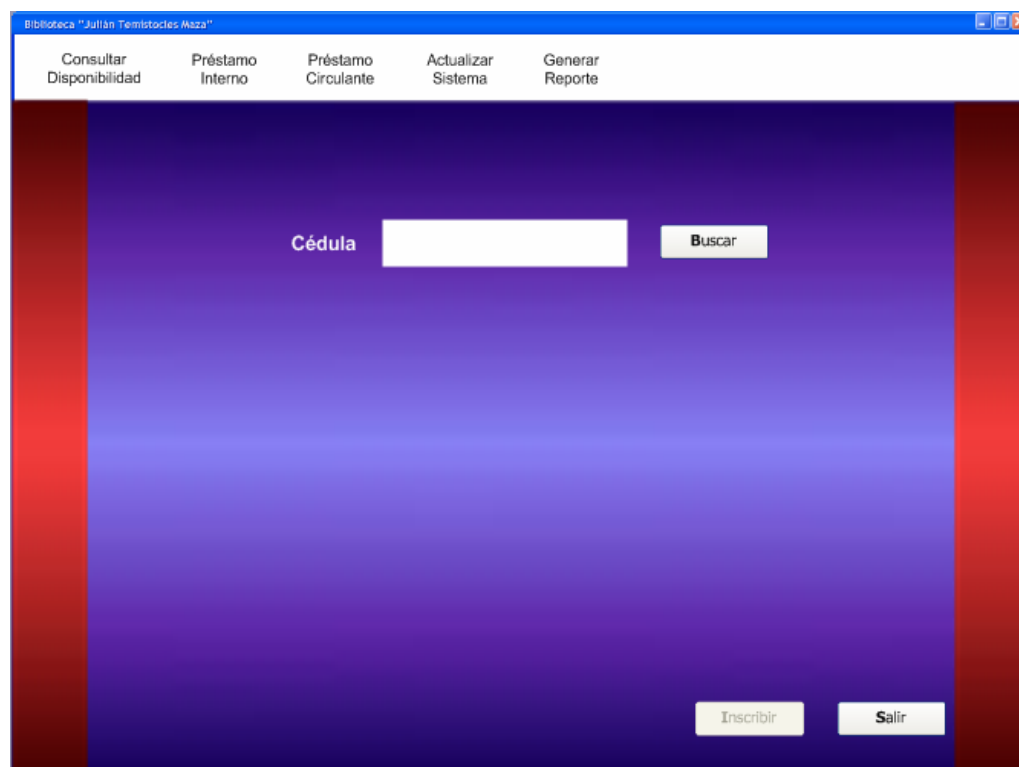 Biblioteca "Julián Temistocles Maza"
Consultar
Disponibilidad
Préstamo
Interno
Préstamo
Circulante
Actualizar
Sistema
Generar
Reporte
Cédula
Buscar
Inscribir
Salir